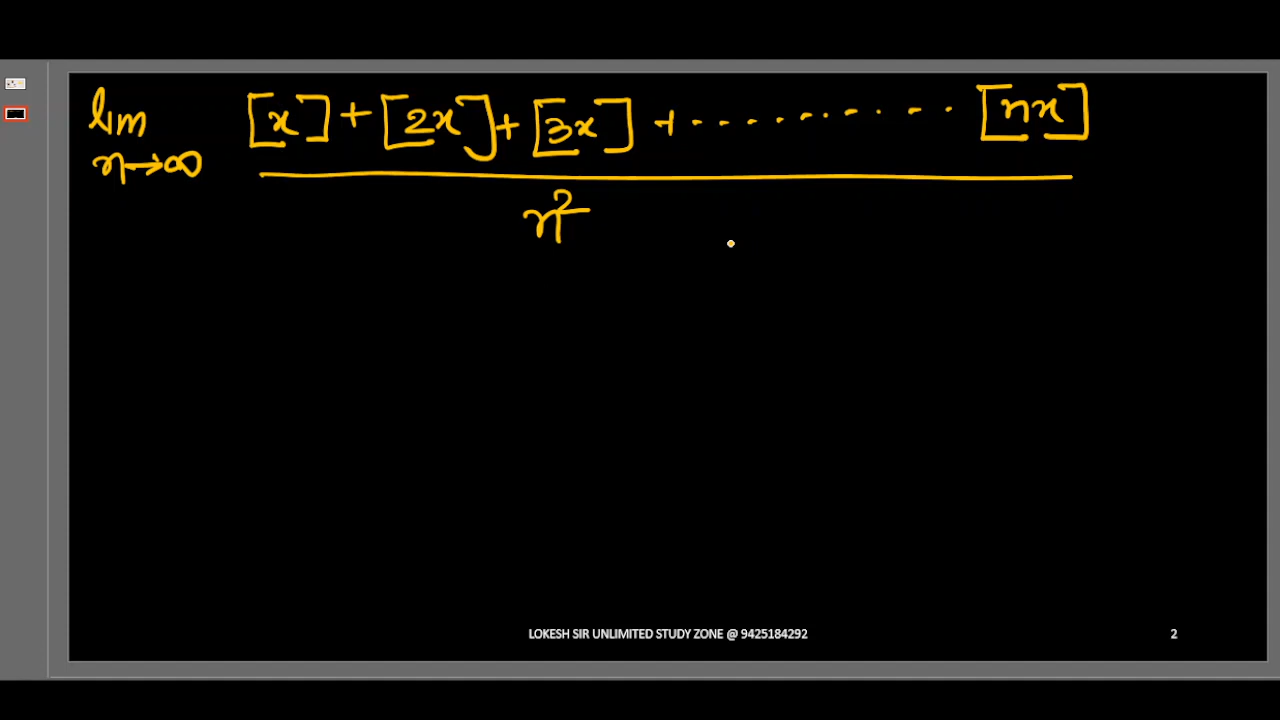 lim [x] + [2x] + [3x] + .......... [nx]
n→∞ n²
LOKESH SIR UNLIMITED STUDY ZONE @ 9425184292 2